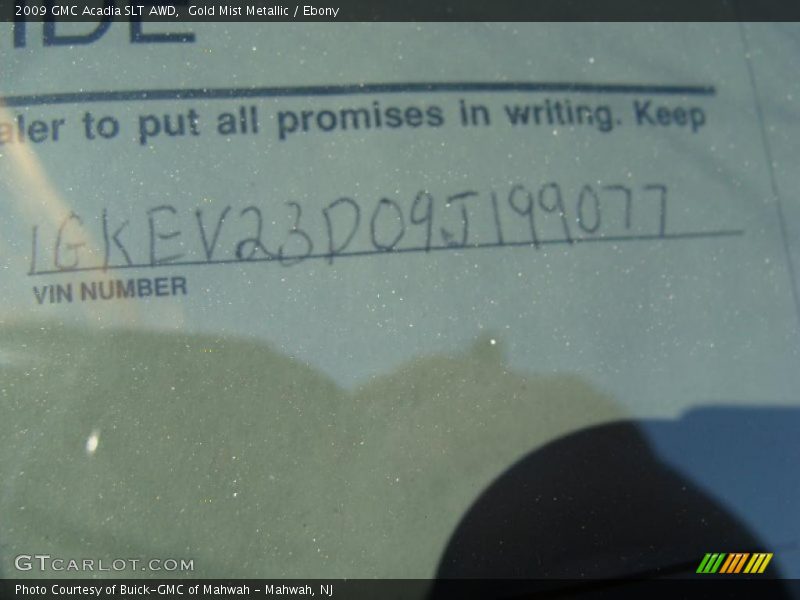 2009 GMC Acadia SLT AWD, Gold Mist Metallic / Ebony
IDE
aler to put all promises in writing. Keep
1GKEV23D09J199077
VIN NUMBER
GTCARLOT.COM
Photo Courtesy of Buick-GMC of Mahwah - Mahwah, NJ